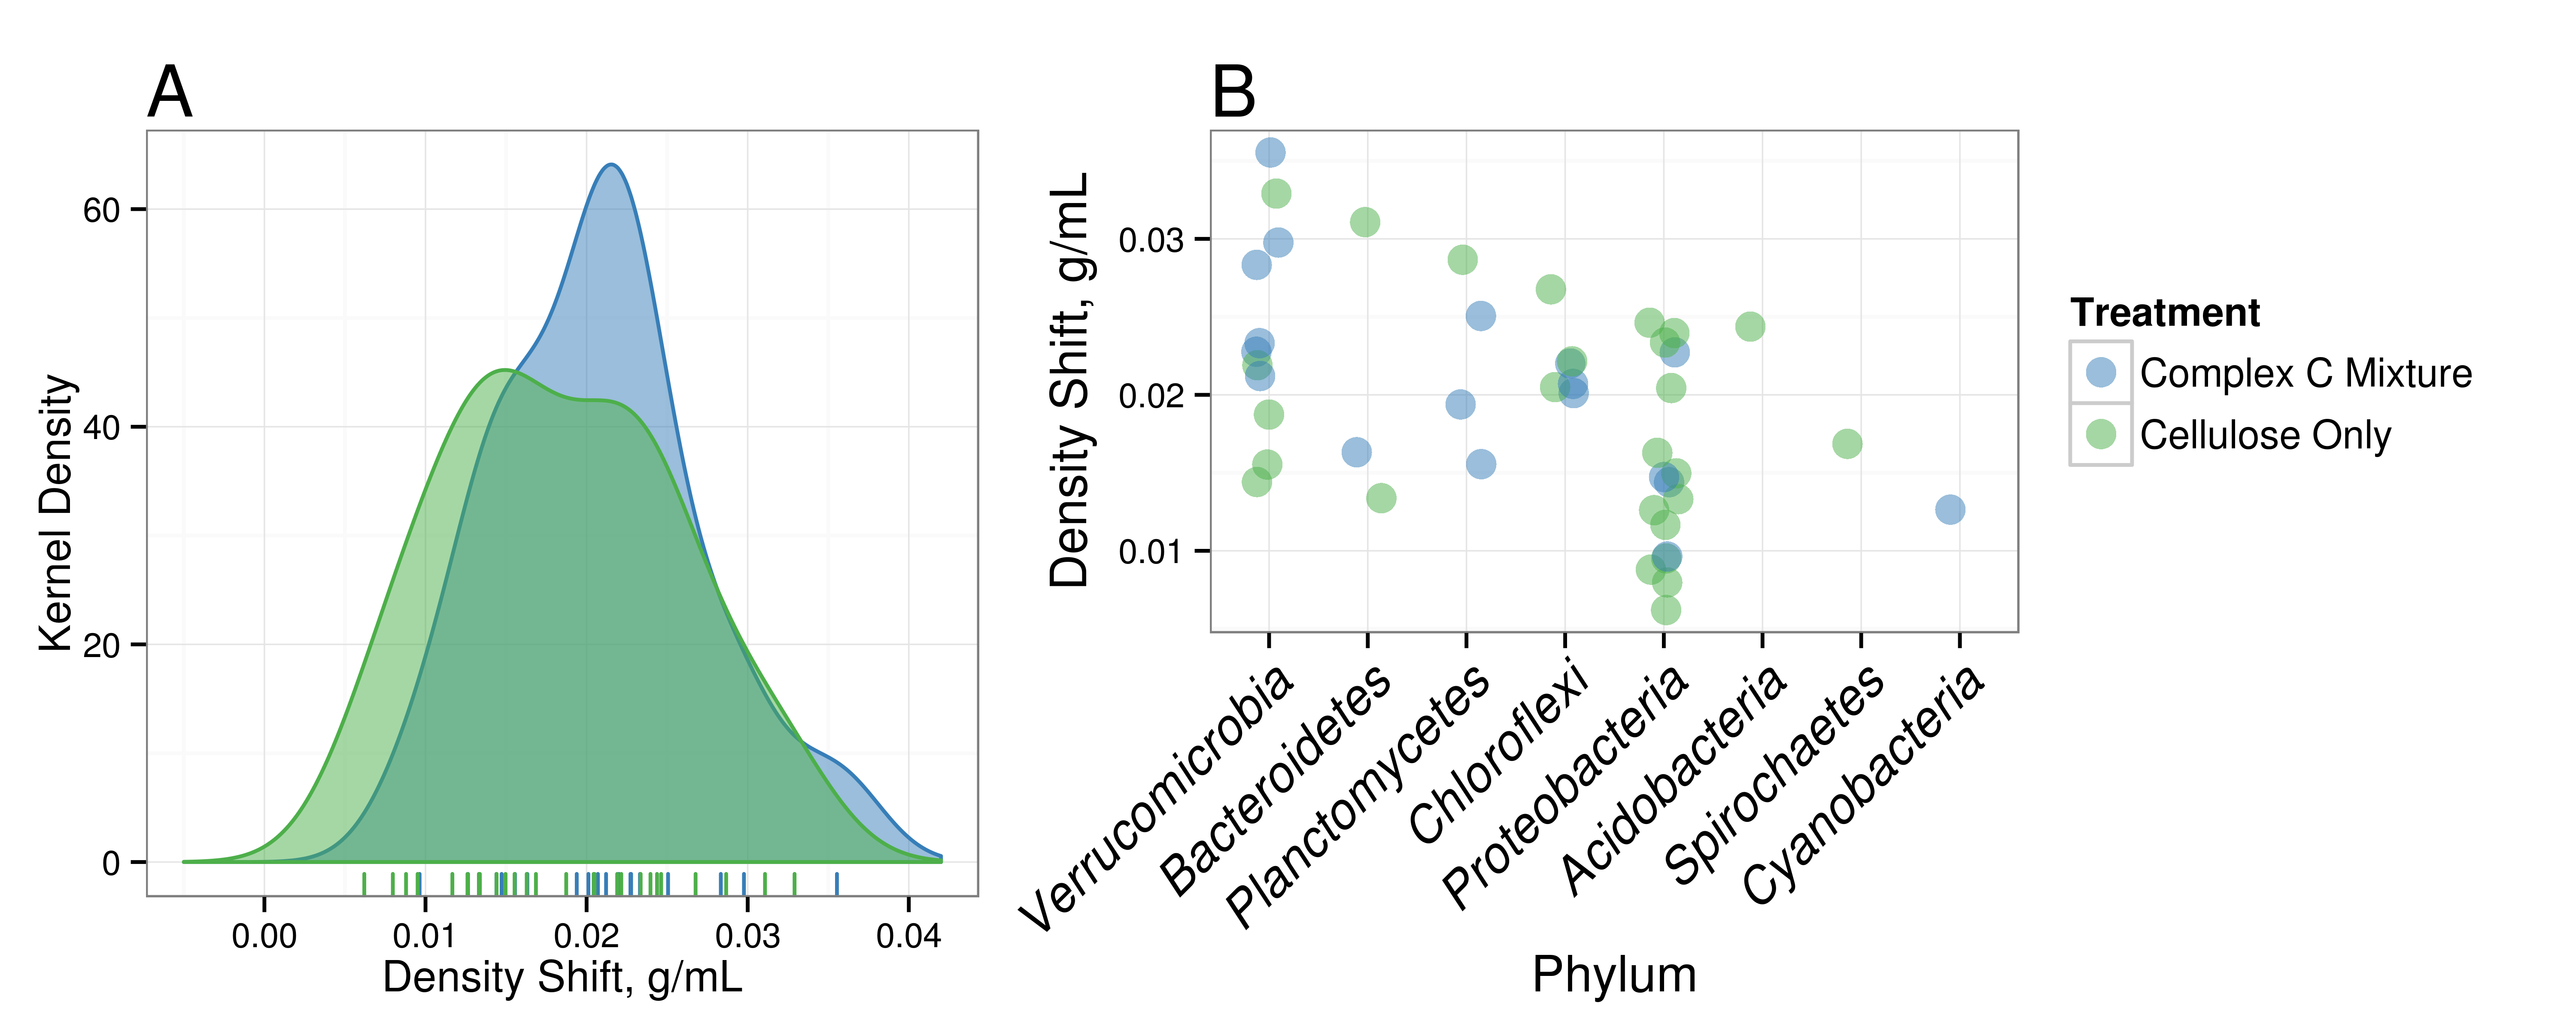 A
Kernel Density
60
40
20
0
0.00 0.01 0.02 0.03 0.04
Density Shift, g/mL
B
Density Shift, g/mL
0.03
0.02
0.01
Verrucomicrobia
Bacteroidetes
Planctomycetes
Chloroflexi
Proteobacteria
Acidobacteria
Spirochaetes
Cyanobacteria
Phylum
Treatment
Complex C Mixture
Cellulose Only